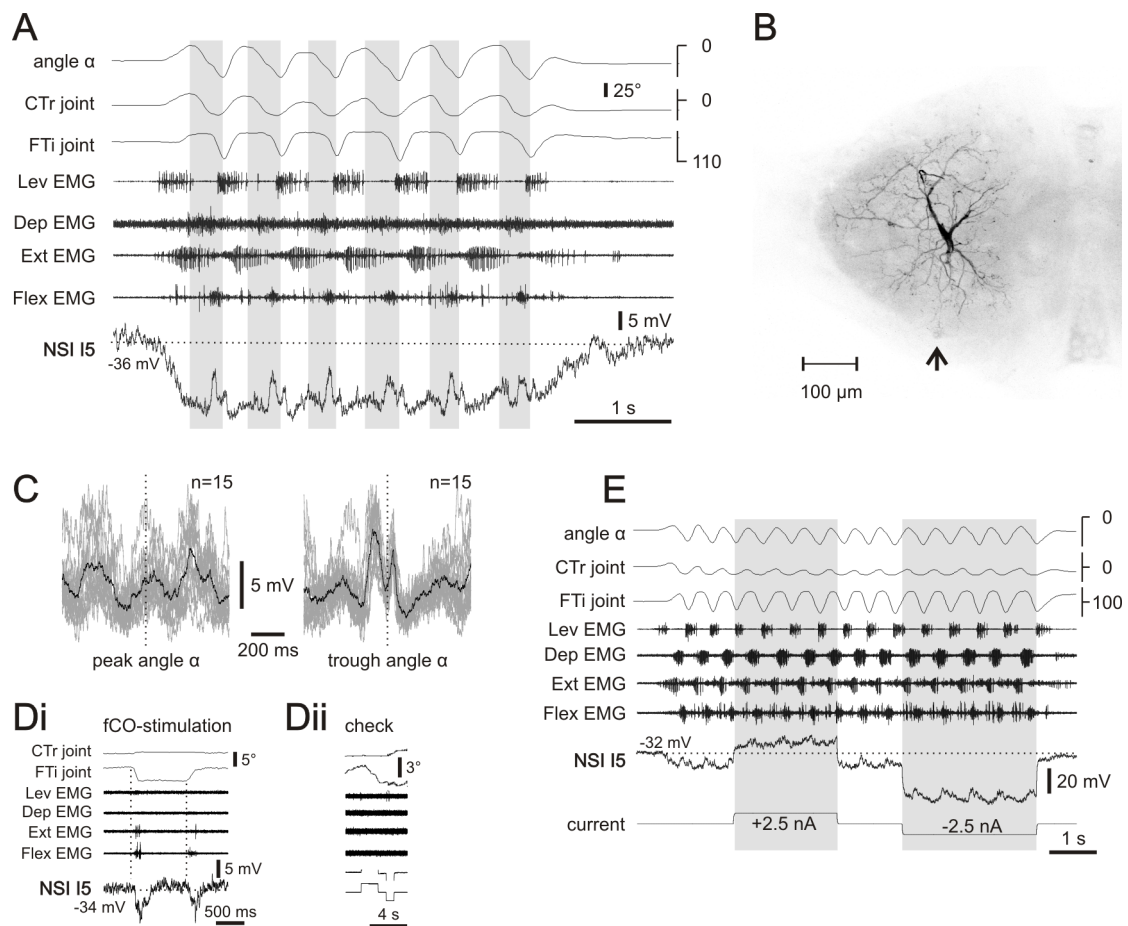 A
angle α
0
25°
CTr joint
0
FTi joint
110
Lev EMG
Dep EMG
Ext EMG
Flex EMG
5 mV
NSI I5
-36 mV
1 s
B
100 µm
C
n=15
n=15
5 mV
200 ms
peak angle α
trough angle α
Di
fCO-stimulation
CTr joint
5°
FTi joint
Lev EMG
Dep EMG
Ext EMG
Flex EMG
5 mV
NSI I5
-34 mV
500 ms
Dii
check
3°
4 s
E
angle α
0
CTr joint
0
FTi joint
100
Lev EMG
Dep EMG
Ext EMG
Flex EMG
-32 mV
NSI I5
20 mV
current
+2.5 nA
-2.5 nA
1 s